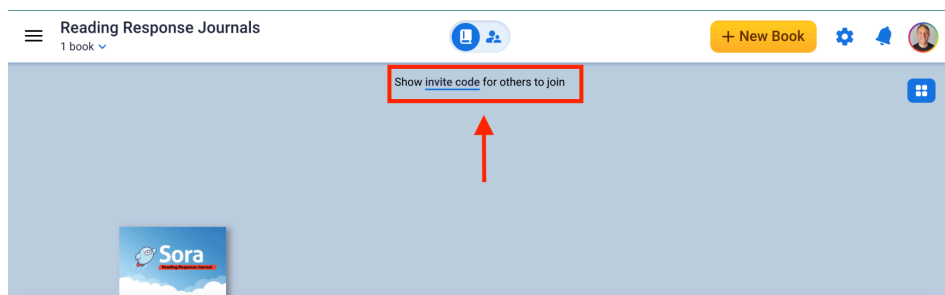 Reading Response Journals
1 book
+ New Book
Show invite code for others to join
Sora
Reading Response Journal